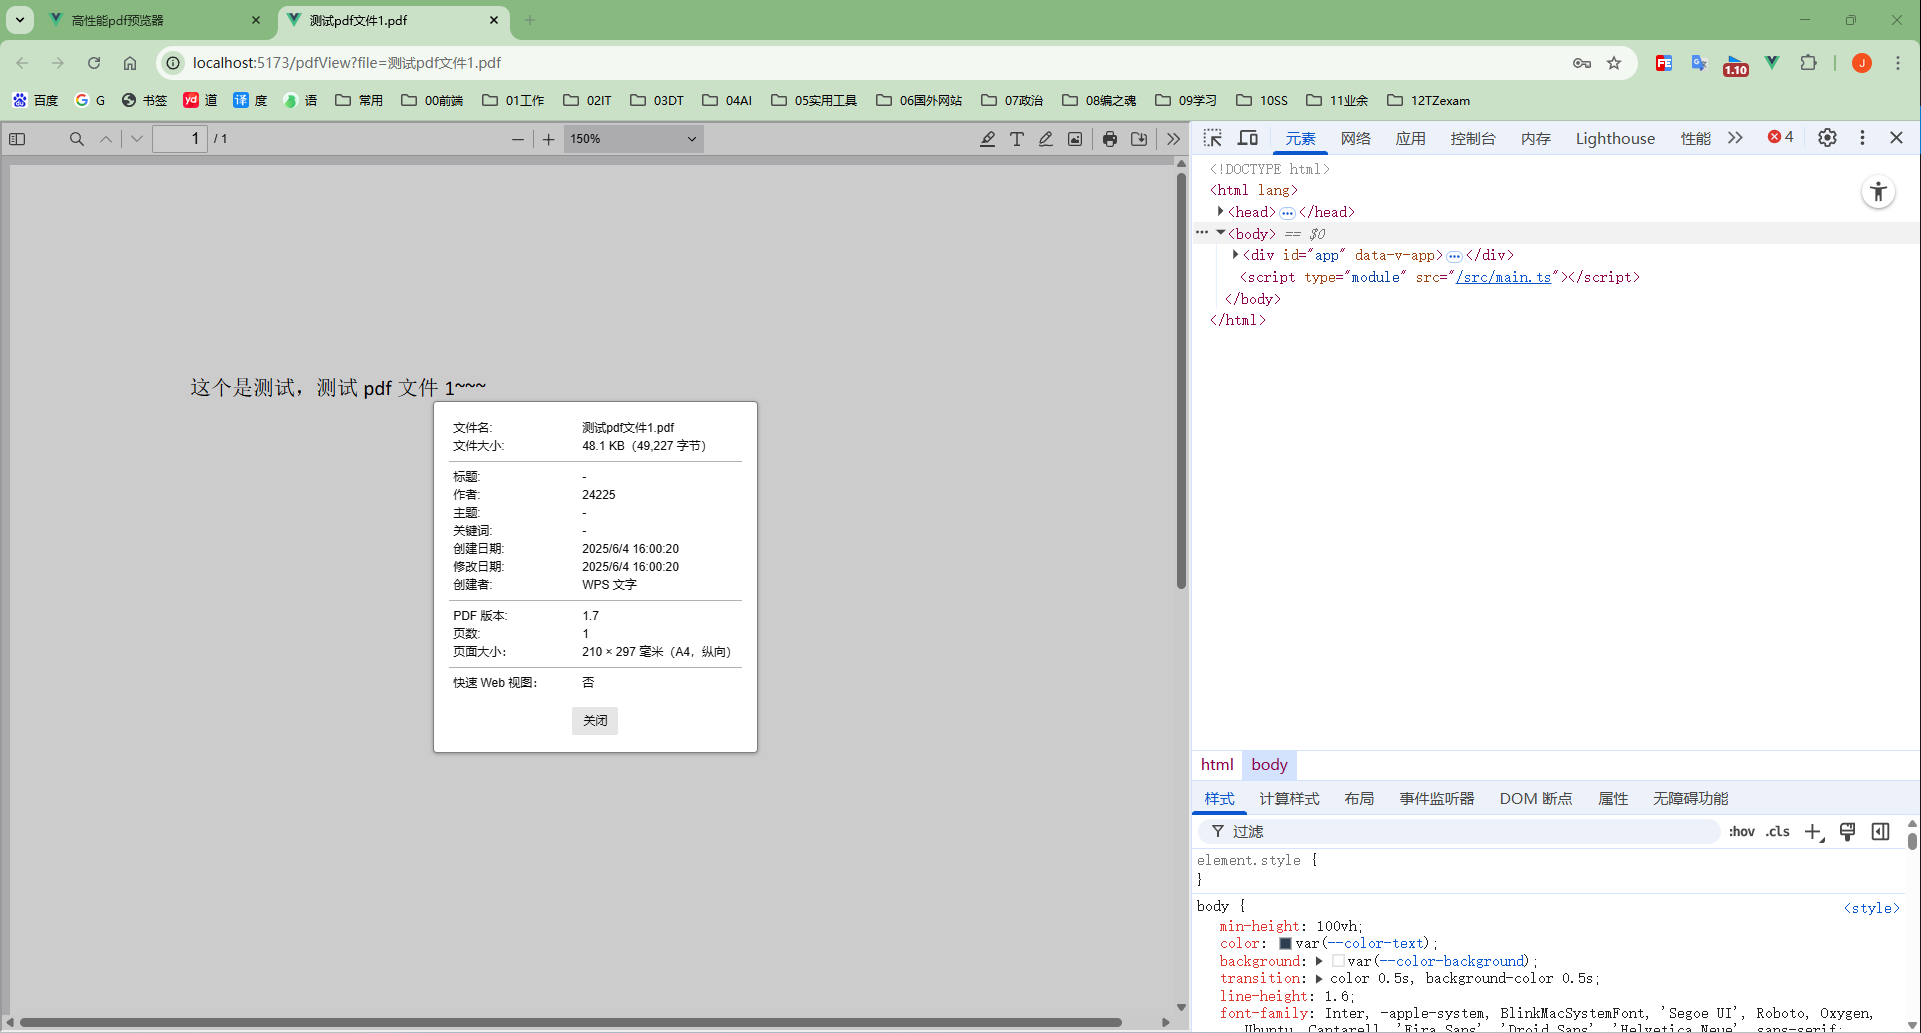 高性能pdf预览器
测试pdf文件1.pdf
localhost:5173/pdfView?file=测试pdf文件1.pdf
1.10
J
百度 G 书签 yd 道 译 度 语 常用 00前端 01工作 02IT 03DT 04AI 05实用工具 06国外网站 07政治 08编之魂 09学习 10SS 11业余 12TZexam
1 / 1 150%
这个是测试，测试 pdf 文件 1~~~
文件名: 测试pdf文件1.pdf
文件大小: 48.1 KB（49,227 字节）
标题: -
作者: 24225
主题: -
关键词: -
创建日期: 2025/6/4 16:00:20
修改日期: 2025/6/4 16:00:20
创建者: WPS 文字
PDF 版本: 1.7
页数: 1
页面大小: 210 × 297 毫米（A4，纵向）
快速 Web 视图: 否
关闭
元素 网络 应用 控制台 内存 Lighthouse 性能 4
<!DOCTYPE html>
<html lang>
<head>…</head>
<body> == $0
<div id="app" data-v-app>…</div>
<script type="module" src="/src/main.ts"></script>
</body>
</html>
html body
样式 计算样式 布局 事件监听器 DOM 断点 属性 无障碍功能
过滤 :hov .cls
element.style {
}
body { <style>
min-height: 100vh;
color: var(--color-text);
background: var(--color-background);
transition: color 0.5s, background-color 0.5s;
line-height: 1.6;
font-family: Inter, -apple-system, BlinkMacSystemFont, 'Segoe UI', Roboto, Oxygen,
Ubuntu, Cantarell, 'Fira Sans', 'Droid Sans', 'Helvetica Neue', sans-serif;